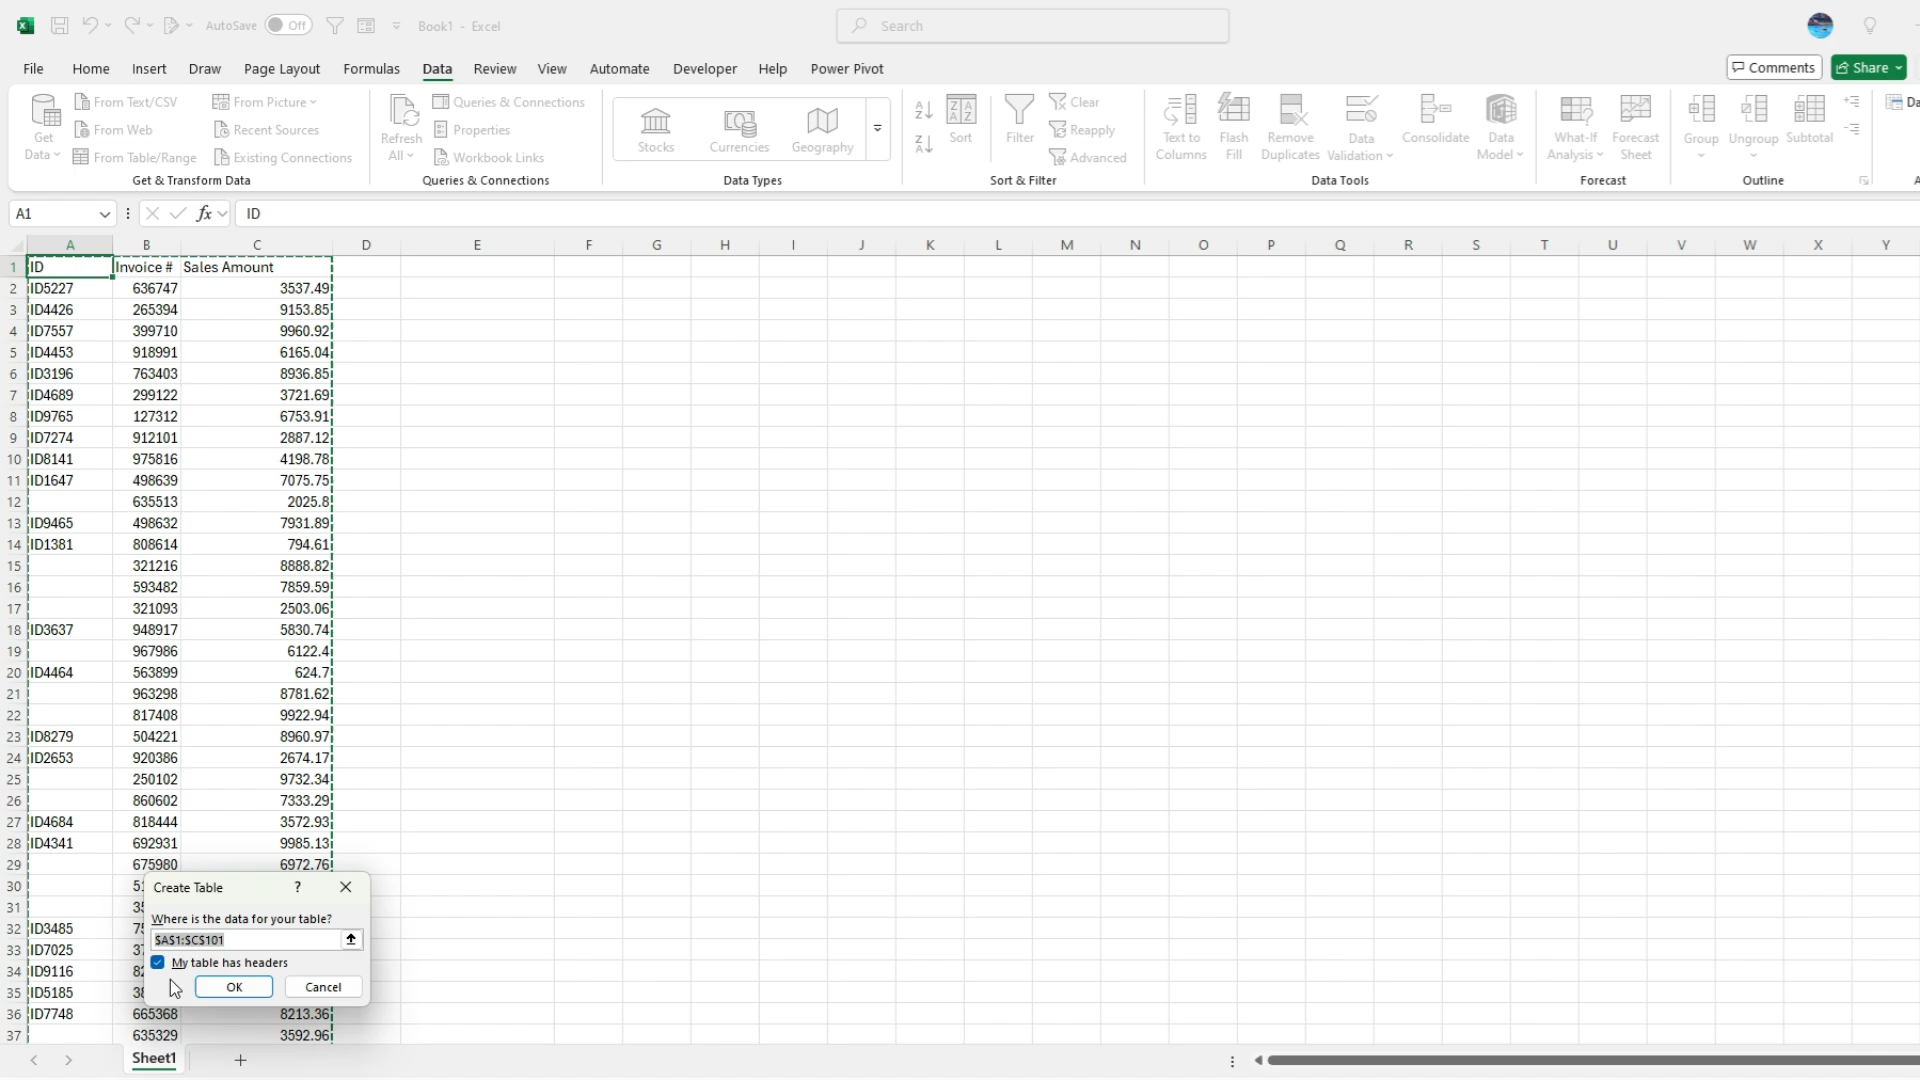 AutoSave Off Book1 - Excel Search
File Home Insert Draw Page Layout Formulas Data Review View Automate Developer Help Power Pivot Comments Share
Get Data
From Text/CSV
From Web
From Table/Range
From Picture
Recent Sources
Existing Connections
Get & Transform Data
Refresh All
Queries & Connections
Properties
Workbook Links
Queries & Connections
Stocks Currencies Geography
Data Types
Sort
Filter
Clear
Reapply
Advanced
Sort & Filter
Text to Columns
Flash Fill
Remove Duplicates
Data Validation
Consolidate
Data Model
Data Tools
What-If Analysis
Forecast Sheet
Forecast
Group Ungroup Subtotal
Outline
Da
A
A1 fx ID
A B C D E F G H I J K L M N O P Q R S T U V W X Y
1 ID Invoice # Sales Amount
2 ID5227 636747 3537.49
3 ID4426 265394 9153.85
4 ID7557 399710 9960.92
5 ID4453 918991 6165.04
6 ID3196 763403 8936.85
7 ID4689 299122 3721.69
8 ID9765 127312 6753.91
9 ID7274 912101 2887.12
10 ID8141 975816 4198.78
11 ID1647 498639 7075.75
12 635513 2025.8
13 ID9465 498632 7931.89
14 ID1381 808614 794.61
15 321216 8888.82
16 593482 7859.59
17 321093 2503.06
18 ID3637 948917 5830.74
19 967986 6122.4
20 ID4464 563899 624.7
21 963298 8781.62
22 817408 9922.94
23 ID8279 504221 8960.97
24 ID2653 920386 2674.17
25 250102 9732.34
26 860602 7333.29
27 ID4684 818444 3572.93
28 ID4341 692931 9985.13
29 675980 6972.76
30 51
31 35
32 ID3485 75
33 ID7025 37
34 ID9116 82
35 ID5185 38
36 ID7748 665368 8213.36
37 635329 3592.96
Create Table ?
Where is the data for your table?
$A$1:$C$101
My table has headers
OK Cancel
Sheet1